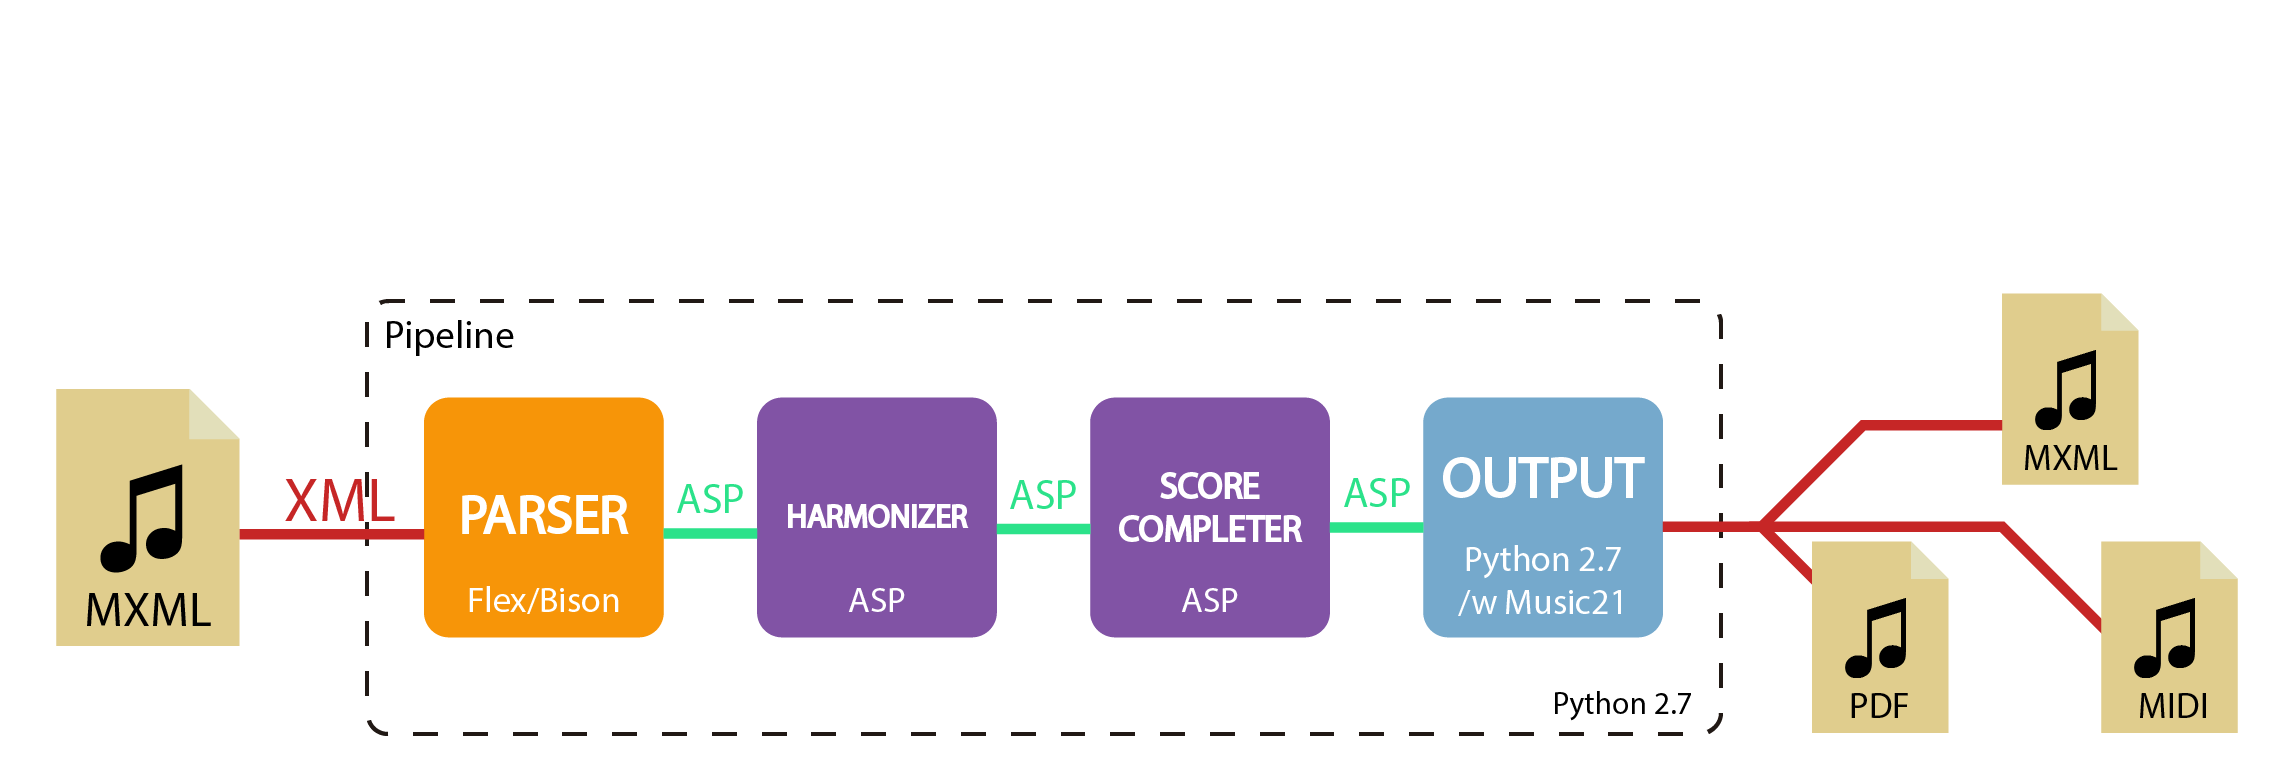 Pipeline
MXML
XML
PARSER
Flex/Bison
ASP
HARMONIZER
ASP
ASP
SCORE
COMPLETER
ASP
ASP
OUTPUT
Python 2.7
/w Music21
Python 2.7
MXML
PDF
MIDI